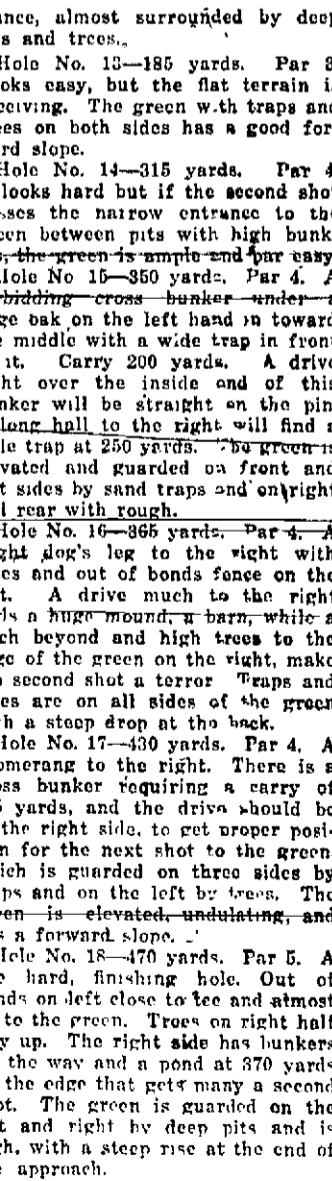 ance, almost surrounded by deep
s and trees.
Hole No. 13—185 yards. Par 3
oks easy, but the flat terrain i
ceiving. The green w.th traps and
ees on both sides has a good for
rd slope.
Hole No. 14—315 yards. Par 4
looks hard but if the second sho
sses the narrow entrance to th
een between pits with high bunk
s, the green is ample and par easy
Hole No 15—350 yards. Par 4. A
rbidding cross bunker under
ge oak on the left hand in toward
e middle with a wide trap in front
it. Carry 200 yards. A drive
ght over the inside end of this
nker will be straight on the pin
long ball to the right will find a
le trap at 250 yards. The green is
vated and guarded on front and
t sides by sand traps and on right
l rear with rough.
Hole No. 16—365 yards. Par 4. A
ght dog's leg to the right with
es and out of bonds fence on the
t. A drive much to the right
ds a huge mound, a barn, while a
ch beyond and high trees to the
ge of the green on the right, make
second shot a terror Traps and
es are on all sides of the green
h a steep drop at the back.
Hole No. 17—430 yards. Par 4. A
omerang to the right. There is a
oss bunker requiring a carry of
5 yards, and the drive should be
the right side, to get proper posi-
on for the next shot to the green
ich is guarded on three sides by
ps and on the left by trees. The
een is elevated, undulating, and
s a forward slope.
Hole No. 18—470 yards. Par 5. A
e hard, finishing hole. Out of
nds on left close to tee and almost
to the green. Trees on right half
y up. The right side has bunkers
the way and a pond at 370 yards
the edge that gets many a second
ot. The green is guarded on the
t and right by deep pits and is
gh, with a steep rise at the end of
e approach.